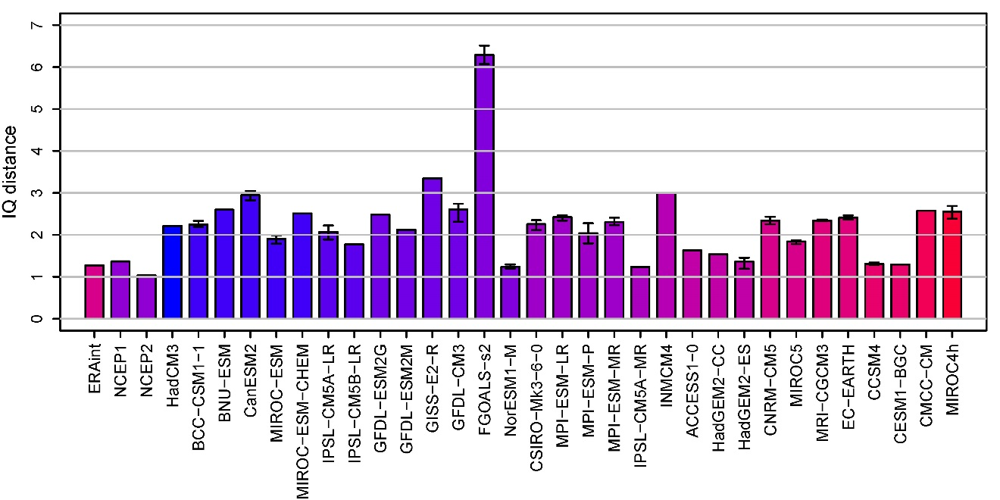 IQ distance
7
6
5
4
3
2
1
0
ERAint
NCEP1
NCEP2
HadCM3
BCC−CSM1−1
BNU−ESM
CanESM2
MIROC−ESM
MIROC−ESM−CHEM
IPSL−CM5A−LR
IPSL−CM5B−LR
GFDL−ESM2G
GFDL−ESM2M
GISS−E2−R
GFDL−CM3
FGOALS−s2
NorESM1−M
CSIRO−Mk3−6−0
MPI−ESM−LR
MPI−ESM−P
MPI−ESM−MR
IPSL−CM5A−MR
INMCM4
ACCESS1−0
HadGEM2−CC
HadGEM2−ES
CNRM−CM5
MIROC5
MRI−CGCM3
EC−EARTH
CCSM4
CESM1−BGC
CMCC−CM
MIROC4h